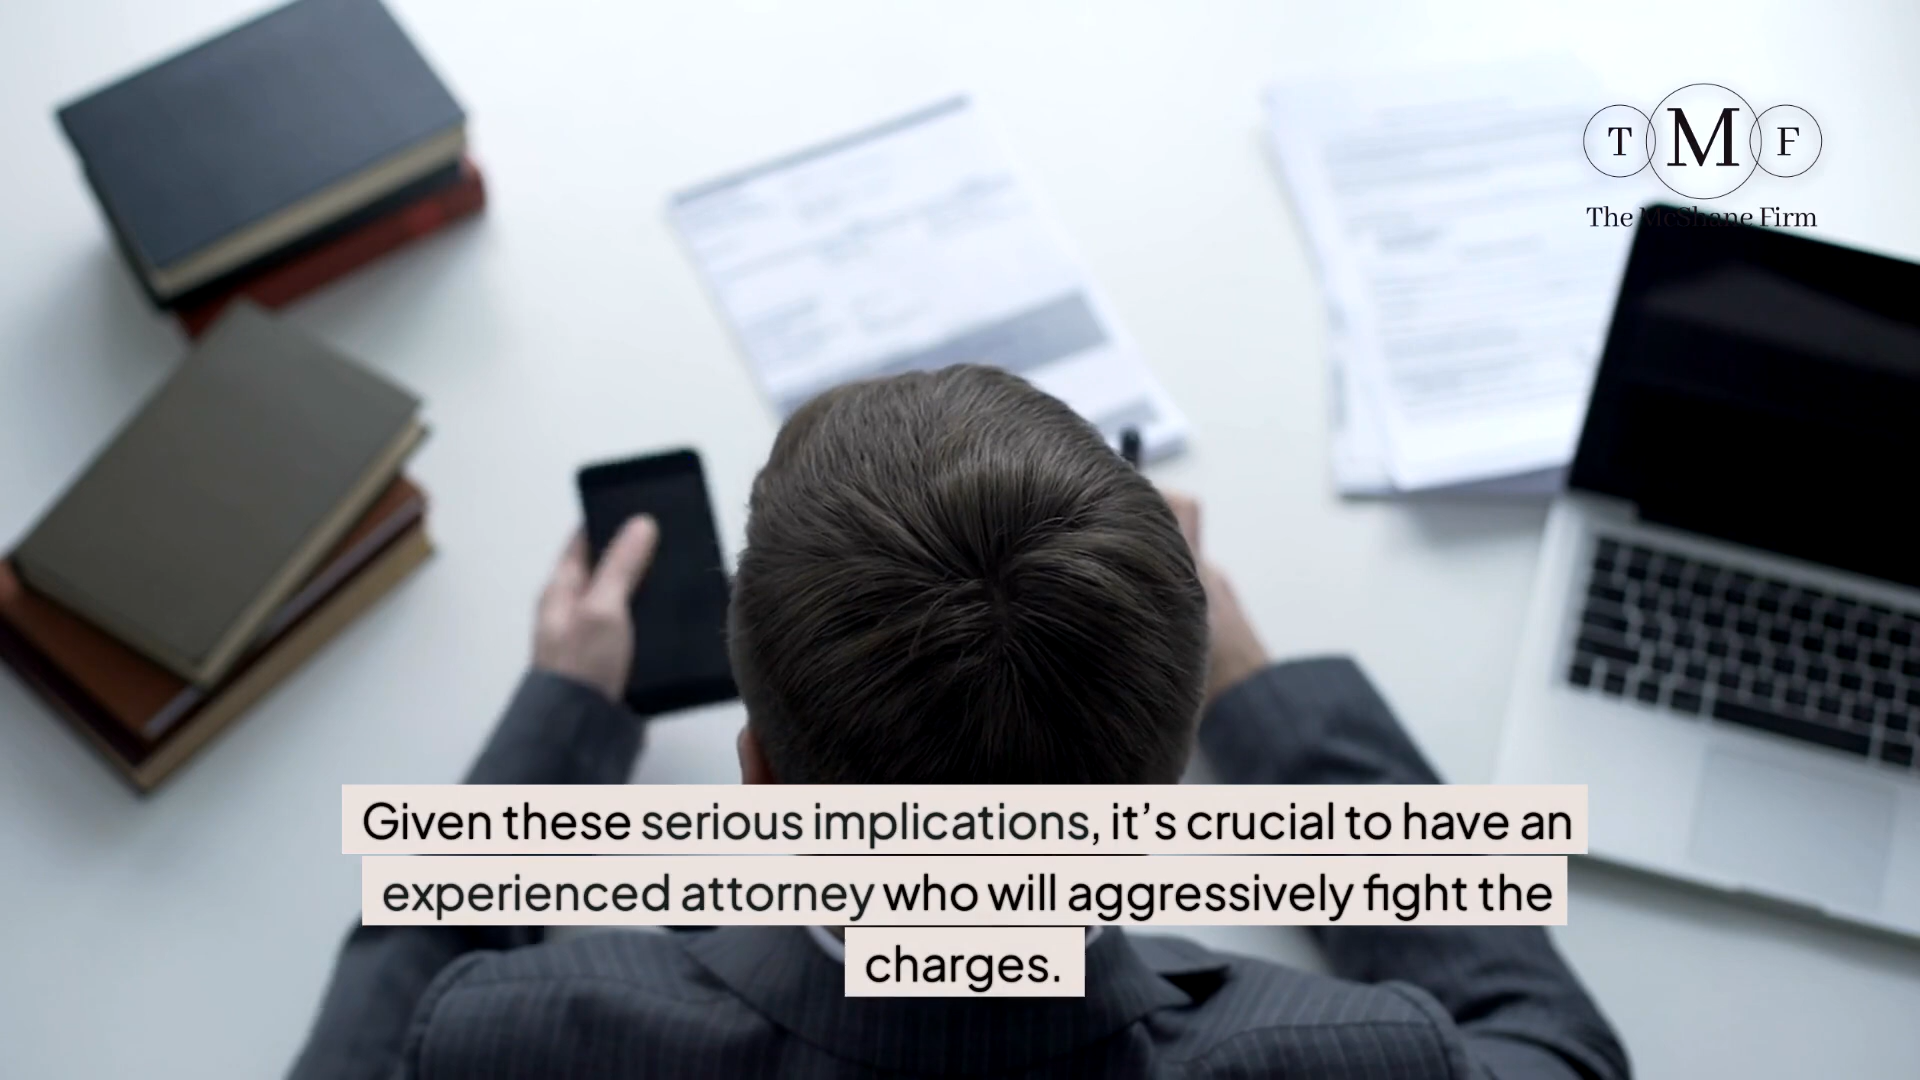 T M F
The McShane Firm
Given these serious implications, it’s crucial to have an
experienced attorney who will aggressively fight the
charges.